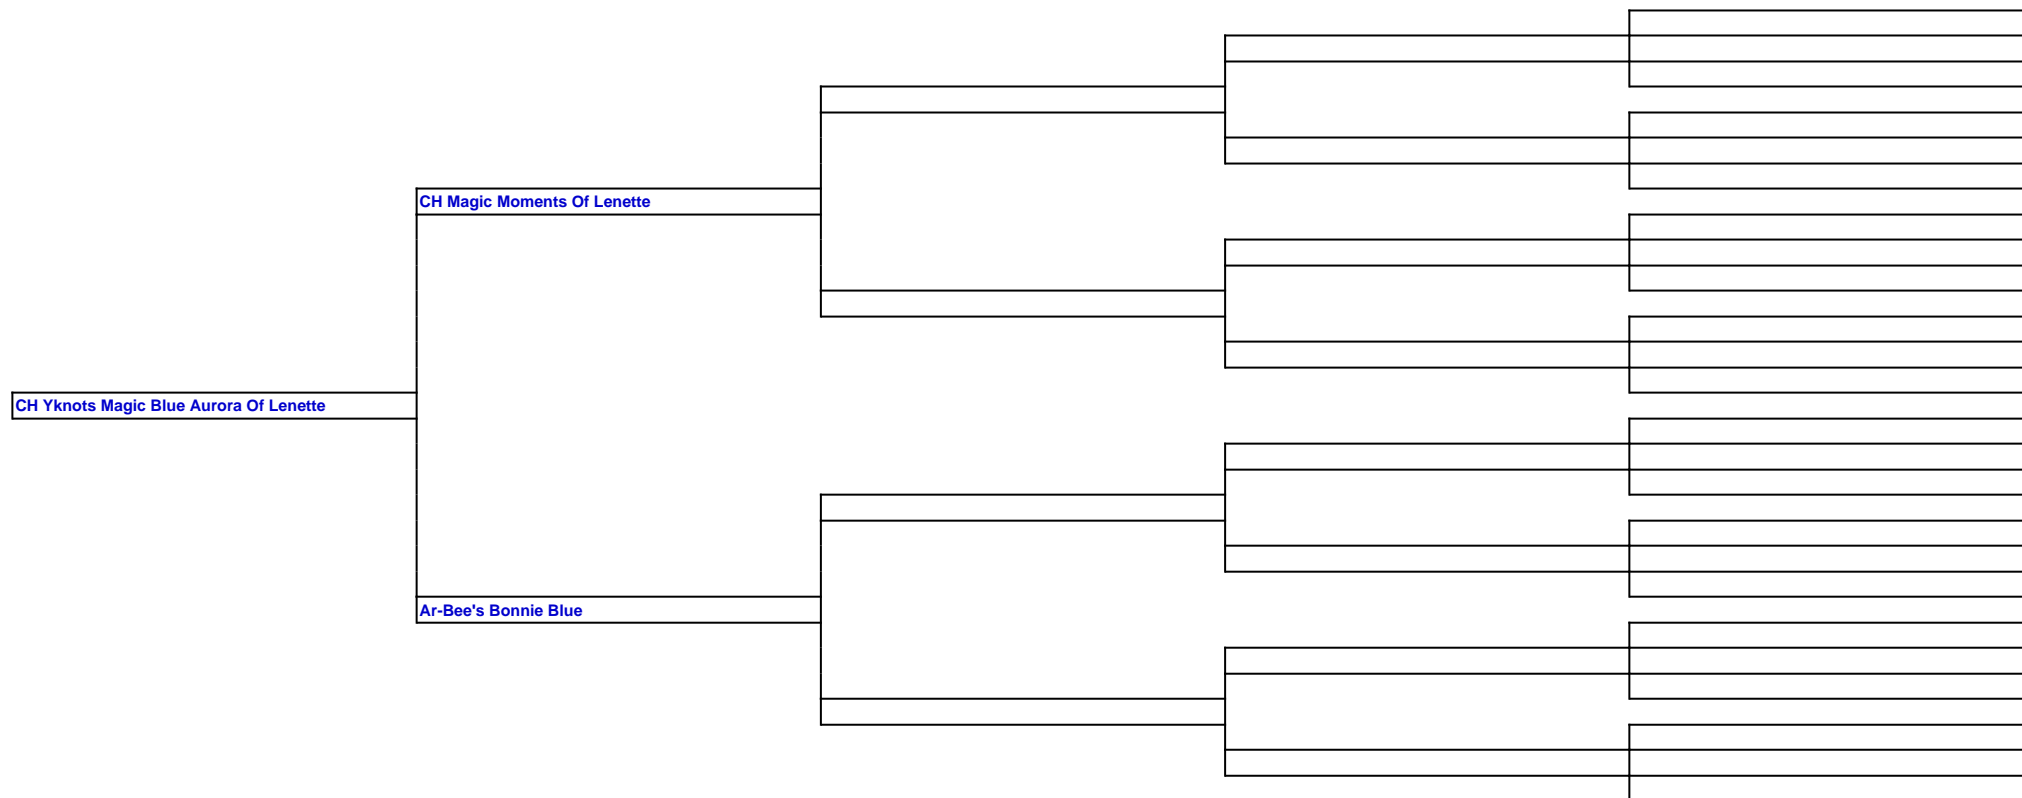 CH Magic Moments Of Lenette
CH Yknots Magic Blue Aurora Of Lenette
Ar-Bee's Bonnie Blue